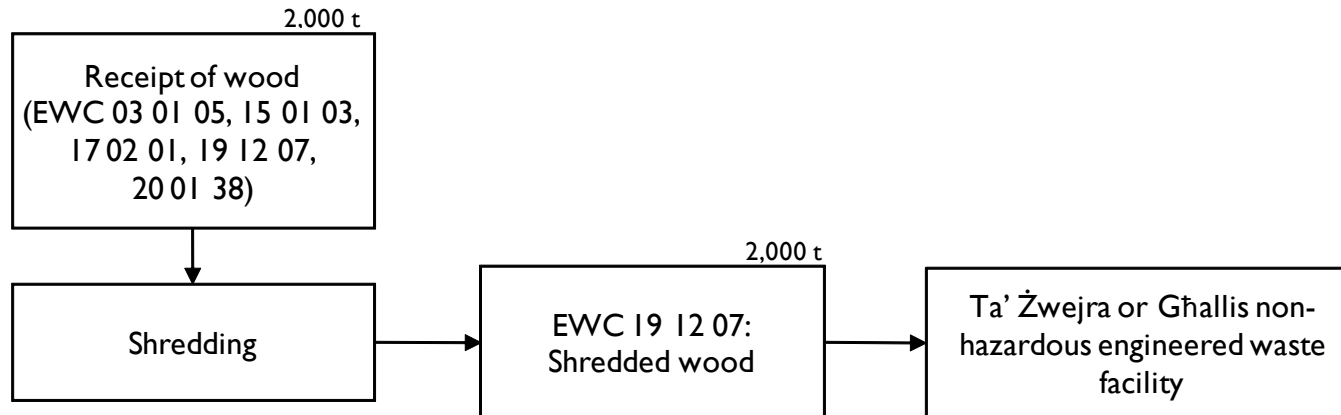 2,000 t
Receipt of wood
(EWC 03 01 05, 15 01 03,
17 02 01, 19 12 07,
20 01 38)
Shredding
2,000 t
EWC 19 12 07:
Shredded wood
Ta' Żwejra or Għallis non-
hazardous engineered waste
facility